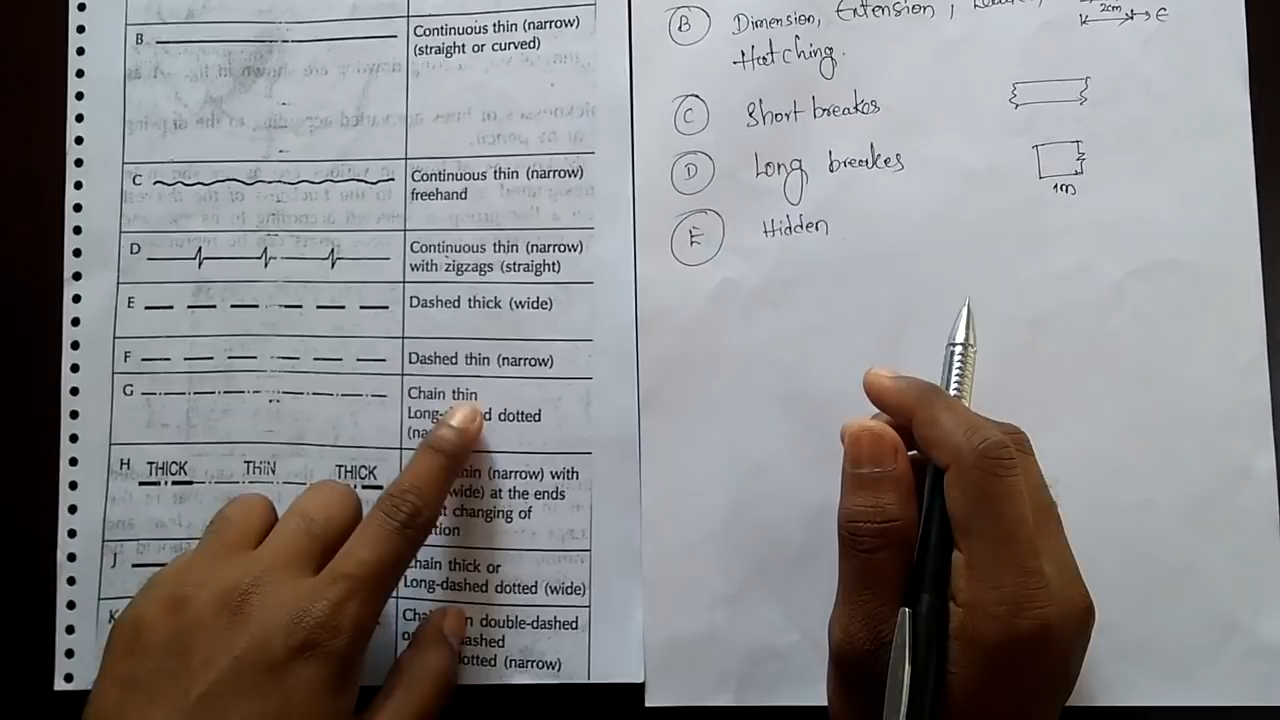 B
Continuous thin (narrow)
(straight or curved)
C
Continuous thin (narrow)
freehand
D
Continuous thin (narrow)
with zigzags (straight)
E
Dashed thick (wide)
F
Dashed thin (narrow)
G
Chain thin
dotted
H THICK THIN THICK
(narrow) with
at the ends
changing of
J
Chain thick or
Long-dashed dotted (wide)
K
double-dashed
(narrow)
B Dimension, Extension,
Hatching.
2cm
C Short breakes
D Long breakes
1m
E Hidden